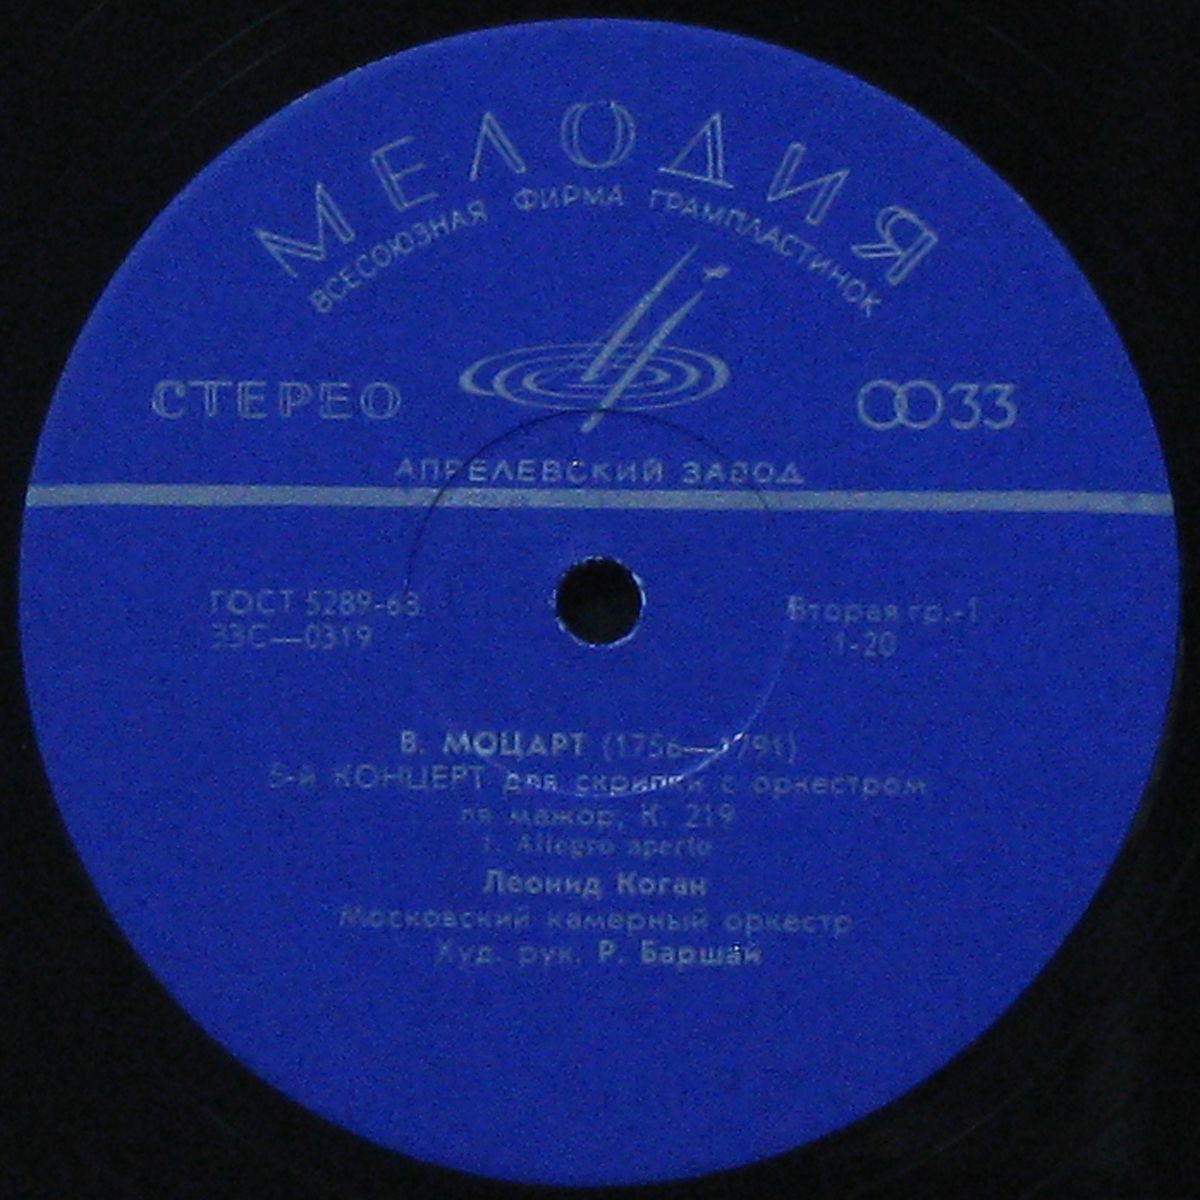 МЕЛОДИЯ
ВСЕСОЮЗНАЯ ФИРМА ГРАМПЛАСТИНОК
СТЕРЕО
33
АПРЕЛЕВСКИЙ ЗАВОД
ГОСТ 5289-68
33С—0319
Вторая гр.-1
1-20
В. МОЦАРТ (1756—1791)
5-й КОНЦЕРТ для скрипки с оркестром
ля мажор, К. 219
1. Allegro aperto
Леонид Коган
Московский камерный оркестр
Худ. рук. Р. Баршай